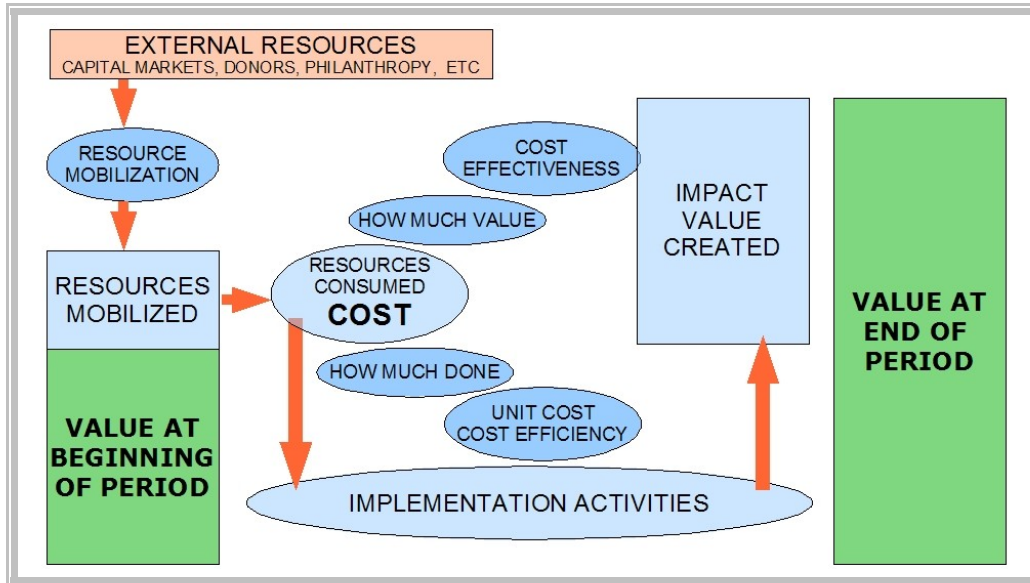 EXTERNAL RESOURCES
CAPITAL MARKETS, DONORS, PHILANTHROPY, ETC
RESOURCE
MOBILIZATION
RESOURCES
MOBILIZED
VALUE AT
BEGINNING
OF PERIOD
COST
EFFECTIVENESS
HOW MUCH VALUE
RESOURCES
CONSUMED
COST
HOW MUCH DONE
UNIT COST
COST EFFICIENCY
IMPLEMENTATION ACTIVITIES
IMPACT
VALUE
CREATED
VALUE AT
END OF
PERIOD